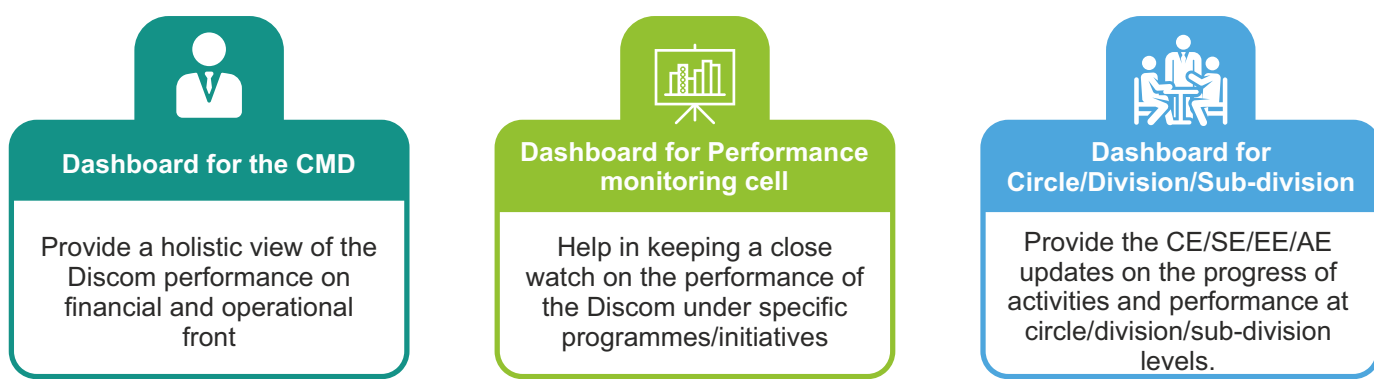 Dashboard for the CMD
Provide a holistic view of the
Discom performance on
financial and operational
front
Dashboard for Performance
monitoring cell
Help in keeping a close
watch on the performance of
the Discom under specific
programmes/initiatives
Dashboard for
Circle/Division/Sub-division
Provide the CE/SE/EE/AE
updates on the progress of
activities and performance at
circle/division/sub-division
levels.